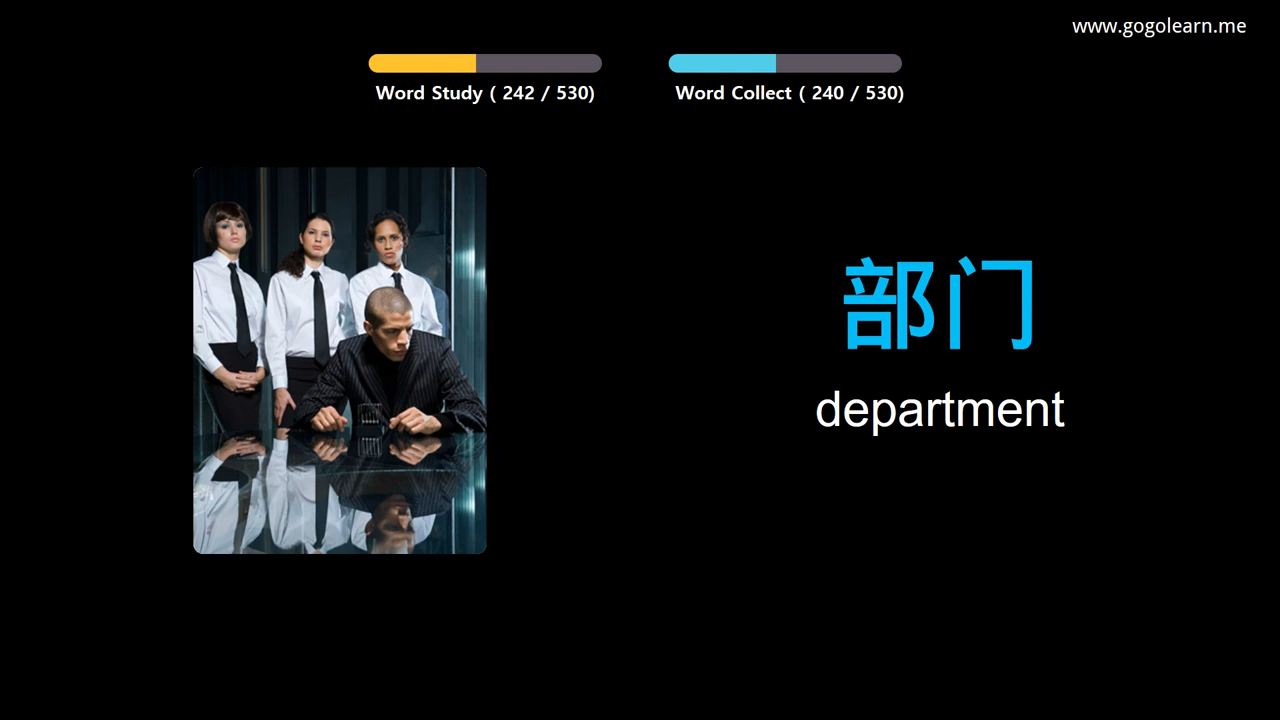 www.gogolearn.me
Word Study ( 242 / 530)
Word Collect ( 240 / 530)
部门
department